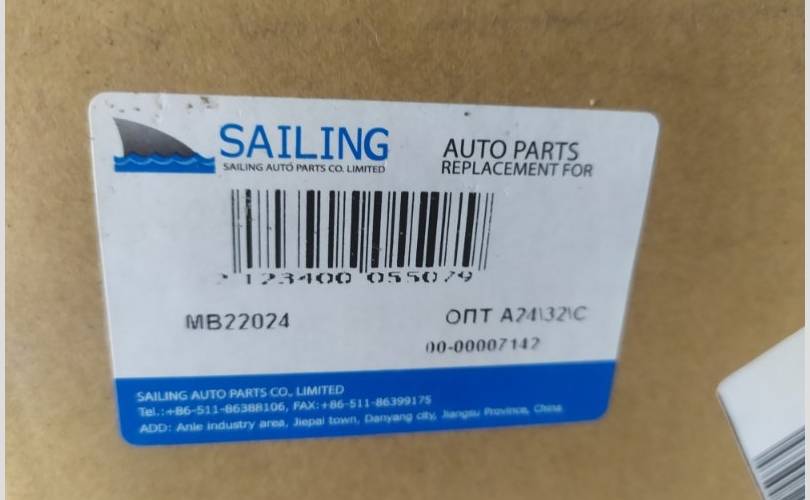 SAILING
SAILING AUTO PARTS CO. LIMITED
AUTO PARTS
REPLACEMENT FOR
2 123400 055079
MB22024
ОПТ А24\32\С
00-00007142
SAILING AUTO PARTS CO., LIMITED
Tel.:+86-511-86388106, FAX:+86-511-86399175
ADD: Anle industry area, Jiepai town, Danyang city, Jiangsu Province, China